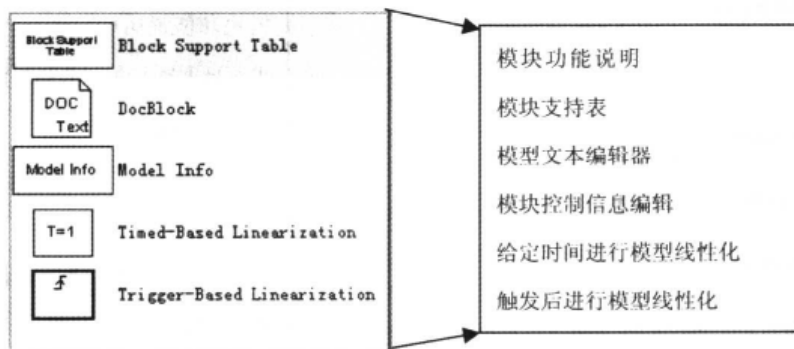 Block Support
Table
Block Support Table
DOC
Text
DocBlock
Model Info
Model Info
T=1
Timed-Based Linearization
Trigger-Based Linearization
模块功能说明
模块支持表
模型文本编辑器
模块控制信息编辑
给定时间进行模型线性化
触发后进行模型线性化